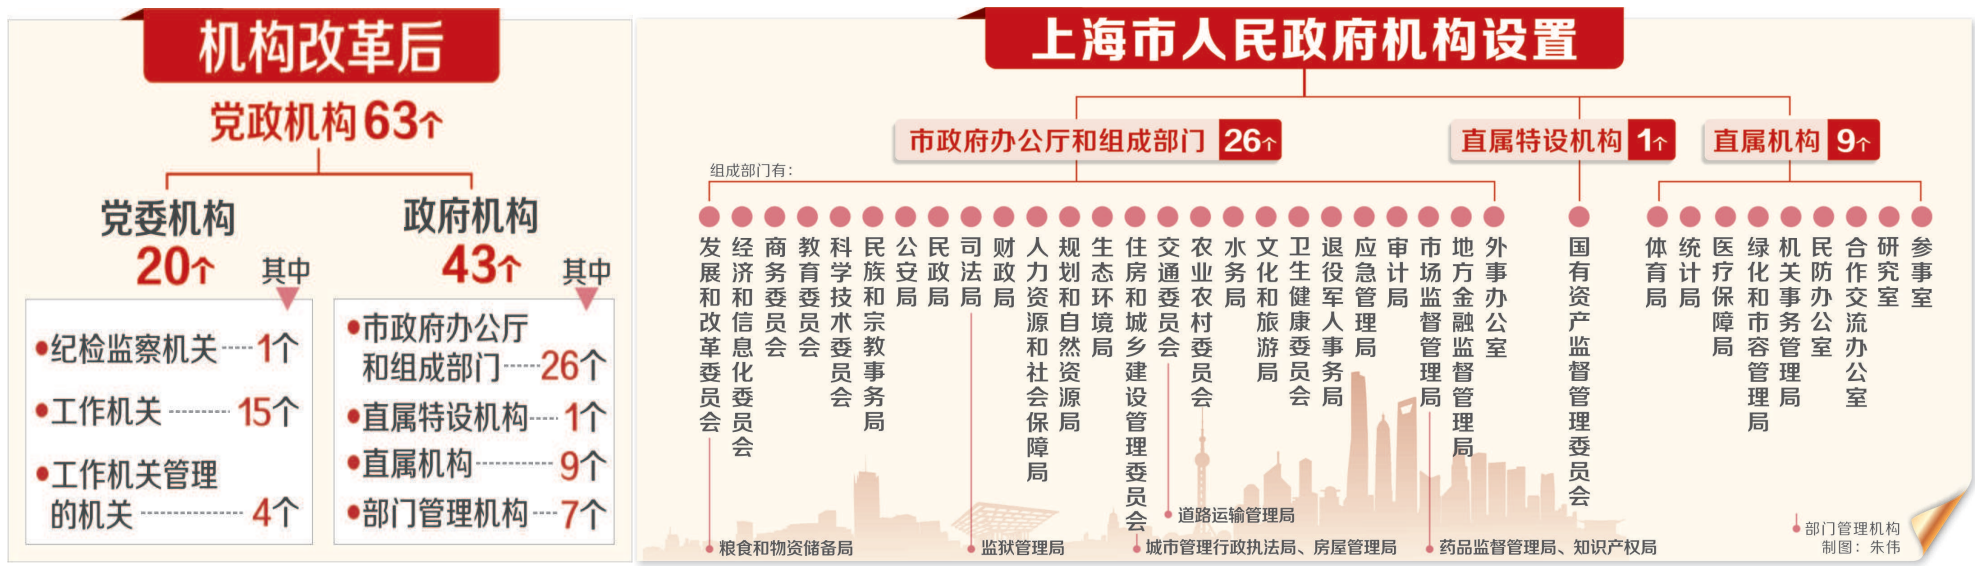 机构改革后
党政机构63个
党委机构
20个
其中
纪检监察机关 1个
工作机关 15个
工作机关管理
的机关 4个
政府机构
43个
其中
市政府办公厅
和组成部门 26个
直属特设机构 1个
直属机构 9个
部门管理机构 7个
上海市人民政府机构设置
市政府办公厅和组成部门 26个
组成部门有：
发展和改革委员会
经济和信息化委员会
商务委员会
教育委员会
科学技术委员会
民族和宗教事务局
公安局
民政局
司法局
财政局
人力资源和社会保障局
规划和自然资源局
生态环境局
住房和城乡建设管理委员会
交通委员会
农业农村委员会
水务局
文化和旅游局
卫生健康委员会
退役军人事务局
应急管理局
审计局
市场监督管理局
地方金融监督管理局
外事办公室
粮食和物资储备局
监狱管理局
城市管理行政执法局、房屋管理局
道路运输管理局
药品监督管理局、知识产权局
直属特设机构 1个
国有资产监督管理委员会
直属机构 9个
体育局
统计局
医疗保障局
绿化和市容管理局
机关事务管理局
民防办公室
合作交流办公室
研究室
参事室
部门管理机构
制图：朱伟